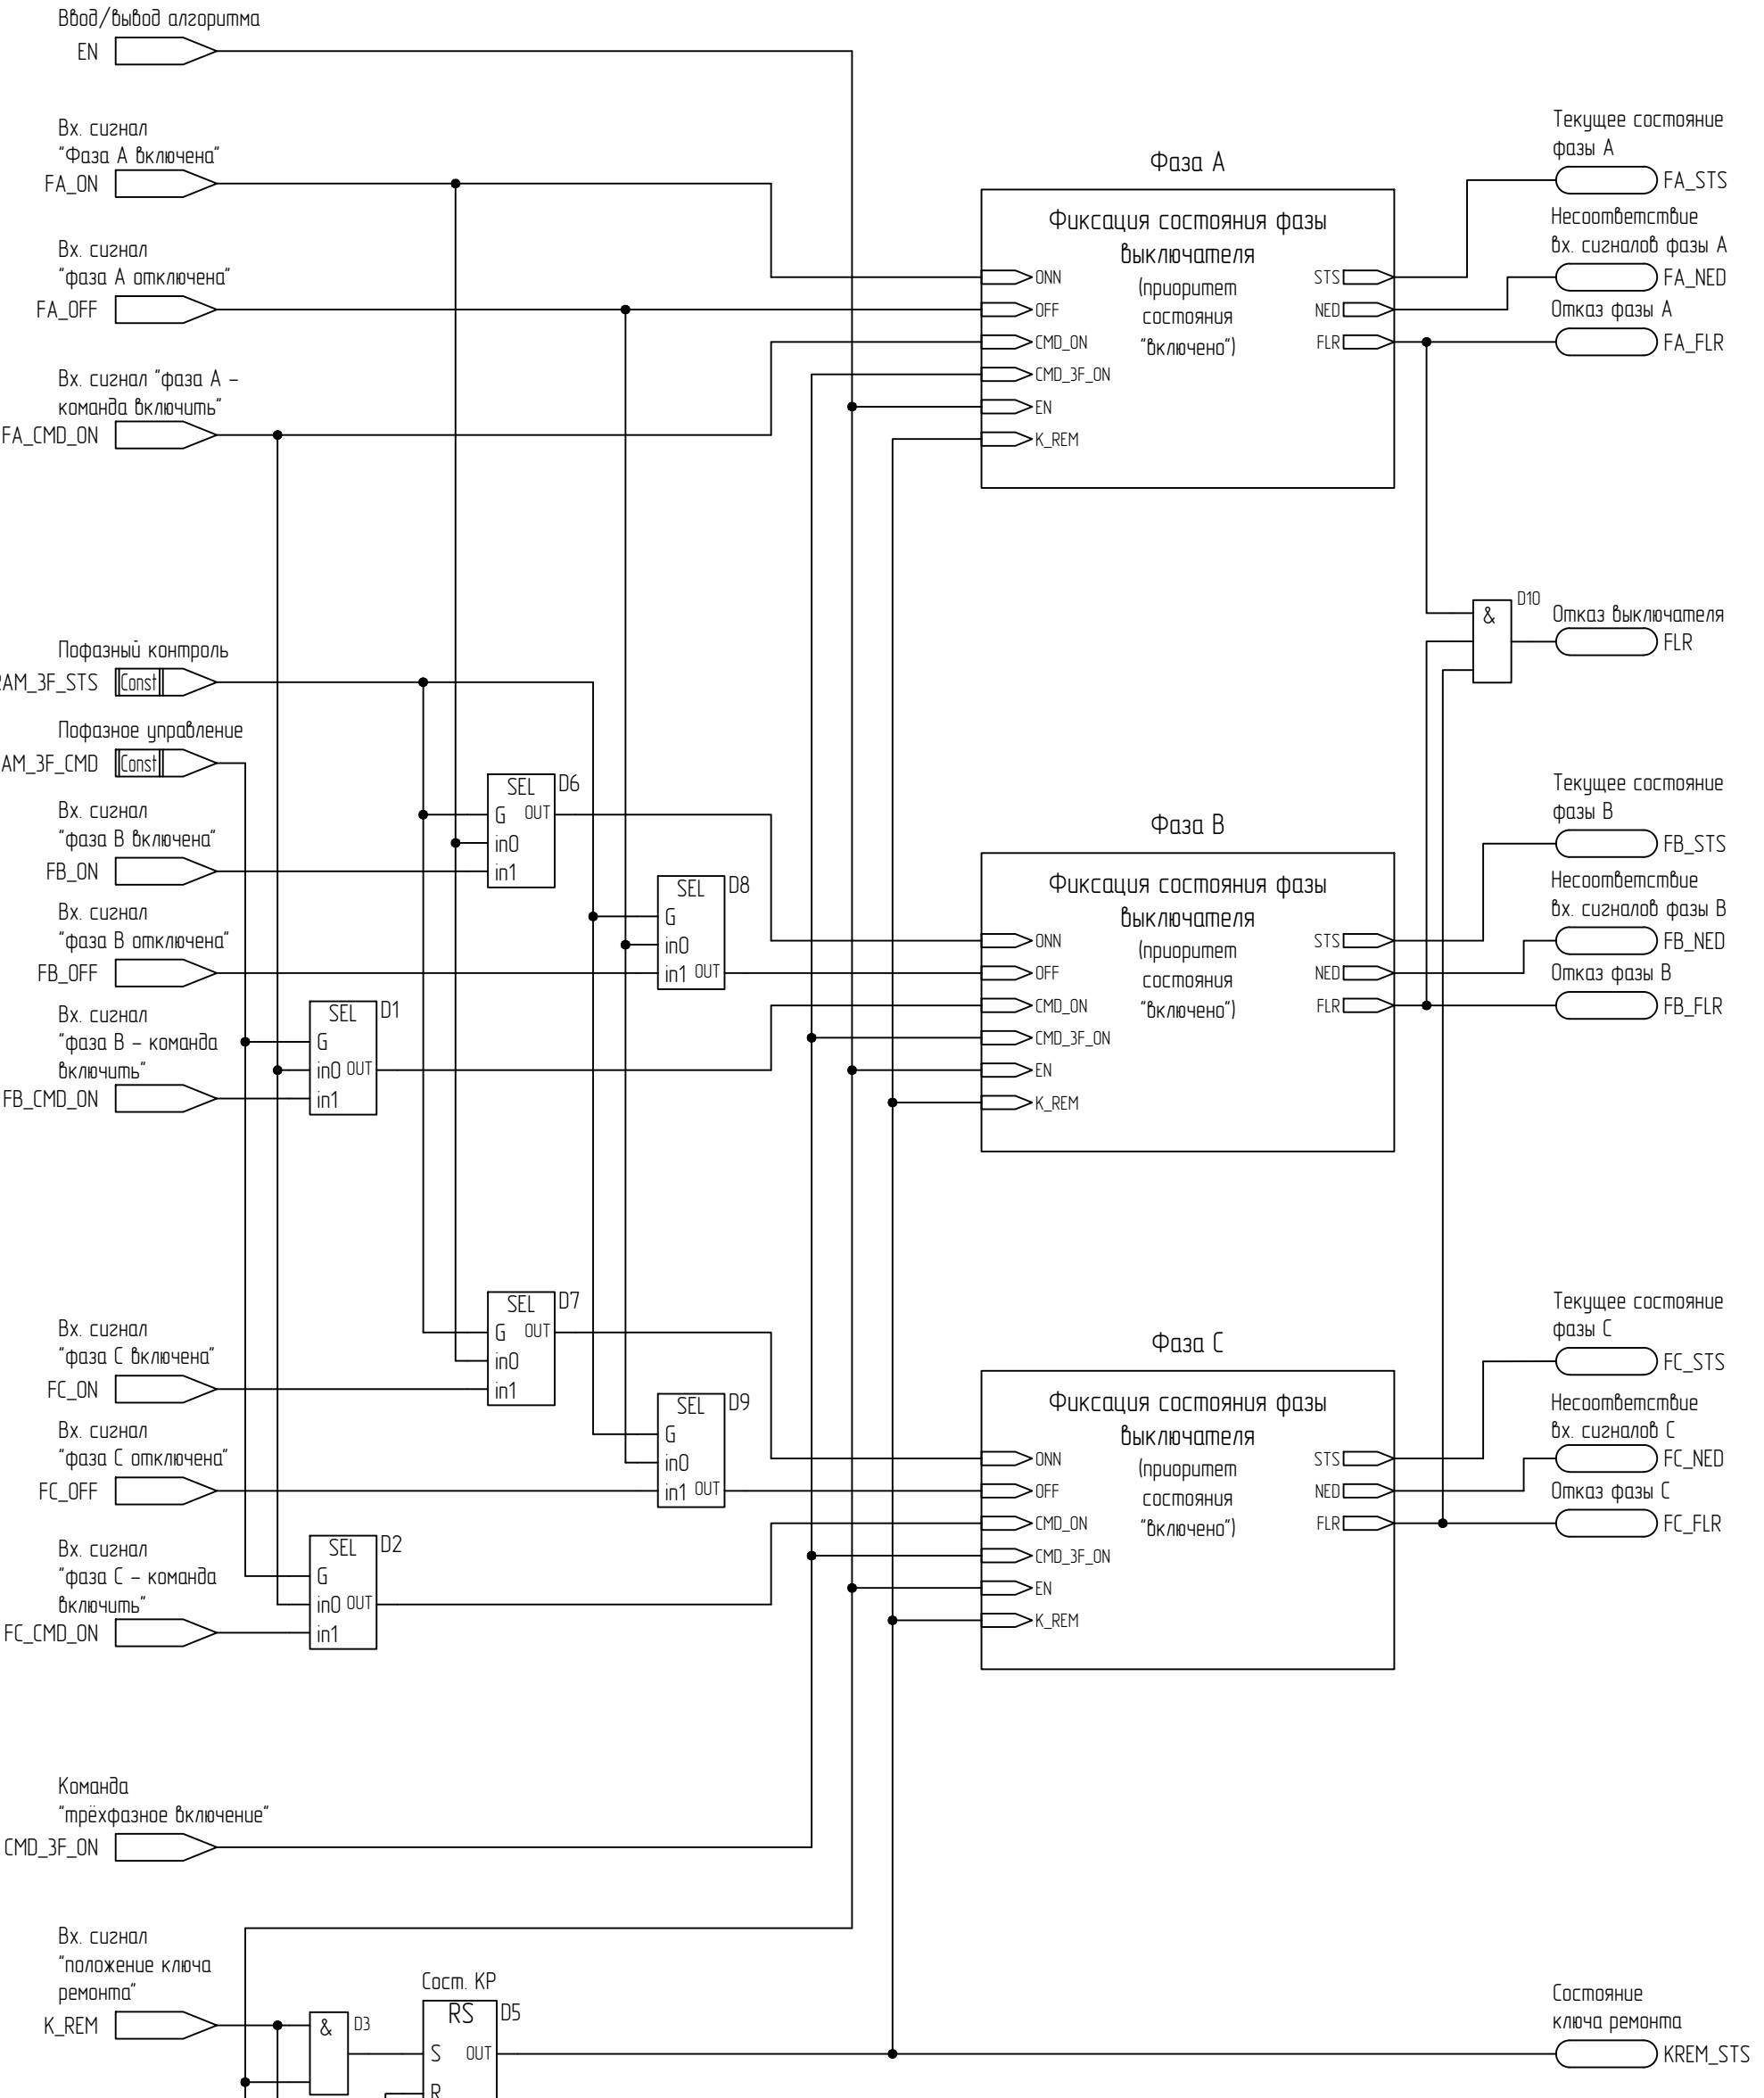 Ввод/вывод алгоритма
EN
Вх. сигнал
"Фаза А включена"
FA_ON
Вх. сигнал
"фаза А отключена"
FA_OFF
Вх. сигнал "фаза А –
команда включить"
FA_CMD_ON
Фаза А
Фиксация состояния фазы
выключателя
(приоритет
состояния
"включено")
ONN
OFF
CMD_ON
CMD_3F_ON
EN
K_REM
STS
NED
FLR
Текущее состояние
фазы А
FA_STS
Несоответствие
вх. сигналов фазы А
FA_NED
Отказ фазы А
FA_FLR
&
D10
Отказ выключателя
FLR
Пофазный контроль
AM_3F_STS
Const
Пофазное управление
AM_3F_CMD
Const
Вх. сигнал
"фаза В включена"
FB_ON
Вх. сигнал
"фаза В отключена"
FB_OFF
Вх. сигнал
"фаза В – команда
включить"
FB_CMD_ON
SEL
D6
G OUT
in0
in1
SEL
D8
G
in0
in1 OUT
SEL
D1
G
in0 OUT
in1
Фаза В
Фиксация состояния фазы
выключателя
(приоритет
состояния
"включено")
ONN
OFF
CMD_ON
CMD_3F_ON
EN
K_REM
STS
NED
FLR
Текущее состояние
фазы В
FB_STS
Несоответствие
вх. сигналов фазы В
FB_NED
Отказ фазы В
FB_FLR
Вх. сигнал
"фаза С включена"
FC_ON
Вх. сигнал
"фаза С отключена"
FC_OFF
Вх. сигнал
"фаза С – команда
включить"
FC_CMD_ON
SEL
D7
G OUT
in0
in1
SEL
D9
G
in0
in1 OUT
SEL
D2
G
in0 OUT
in1
Фаза С
Фиксация состояния фазы
выключателя
(приоритет
состояния
"включено")
ONN
OFF
CMD_ON
CMD_3F_ON
EN
K_REM
STS
NED
FLR
Текущее состояние
фазы С
FC_STS
Несоответствие
вх. сигналов С
FC_NED
Отказ фазы С
FC_FLR
Команда
"трёхфазное включение"
CMD_3F_ON
Вх. сигнал
"положение ключа
ремонта"
K_REM
&
D3
Сост. КР
RS
D5
S OUT
R
Состояние
ключа ремонта
KREM_STS